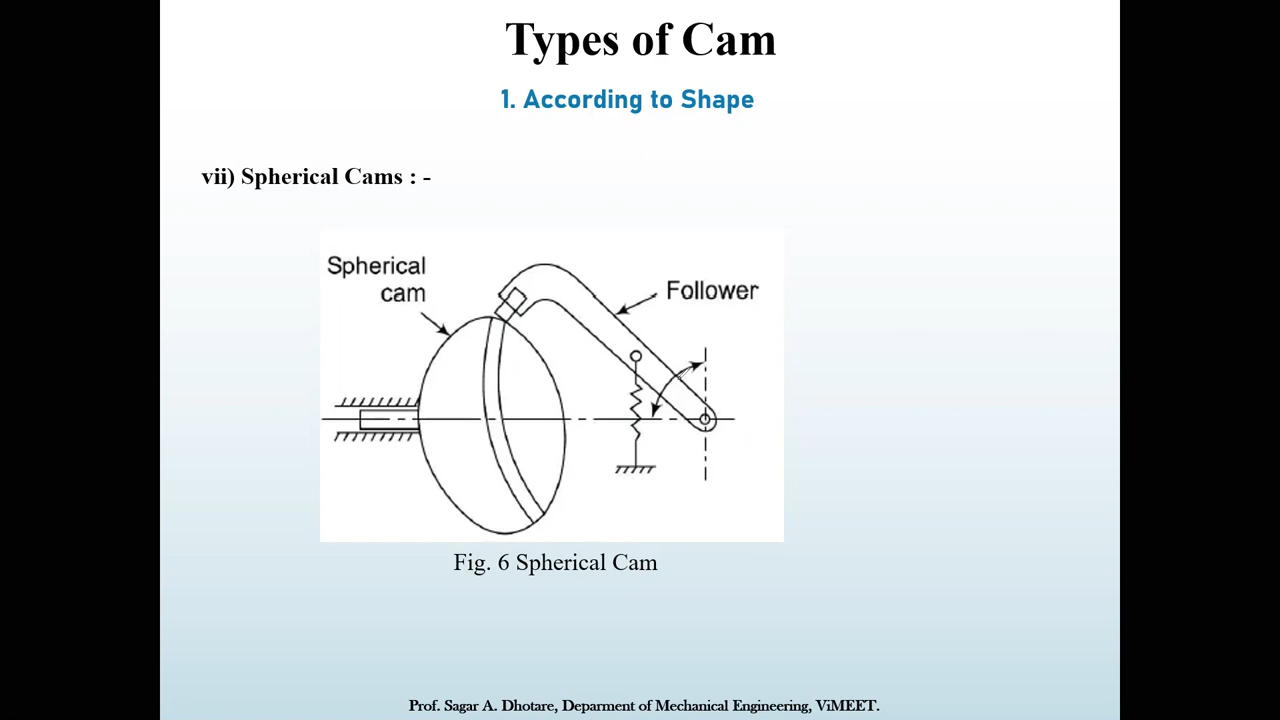 Types of Cam
1. According to Shape
vii) Spherical Cams : -
Spherical
cam
Follower
Fig. 6 Spherical Cam
Prof. Sagar A. Dhotare, Deparment of Mechanical Engineering, ViMEET.